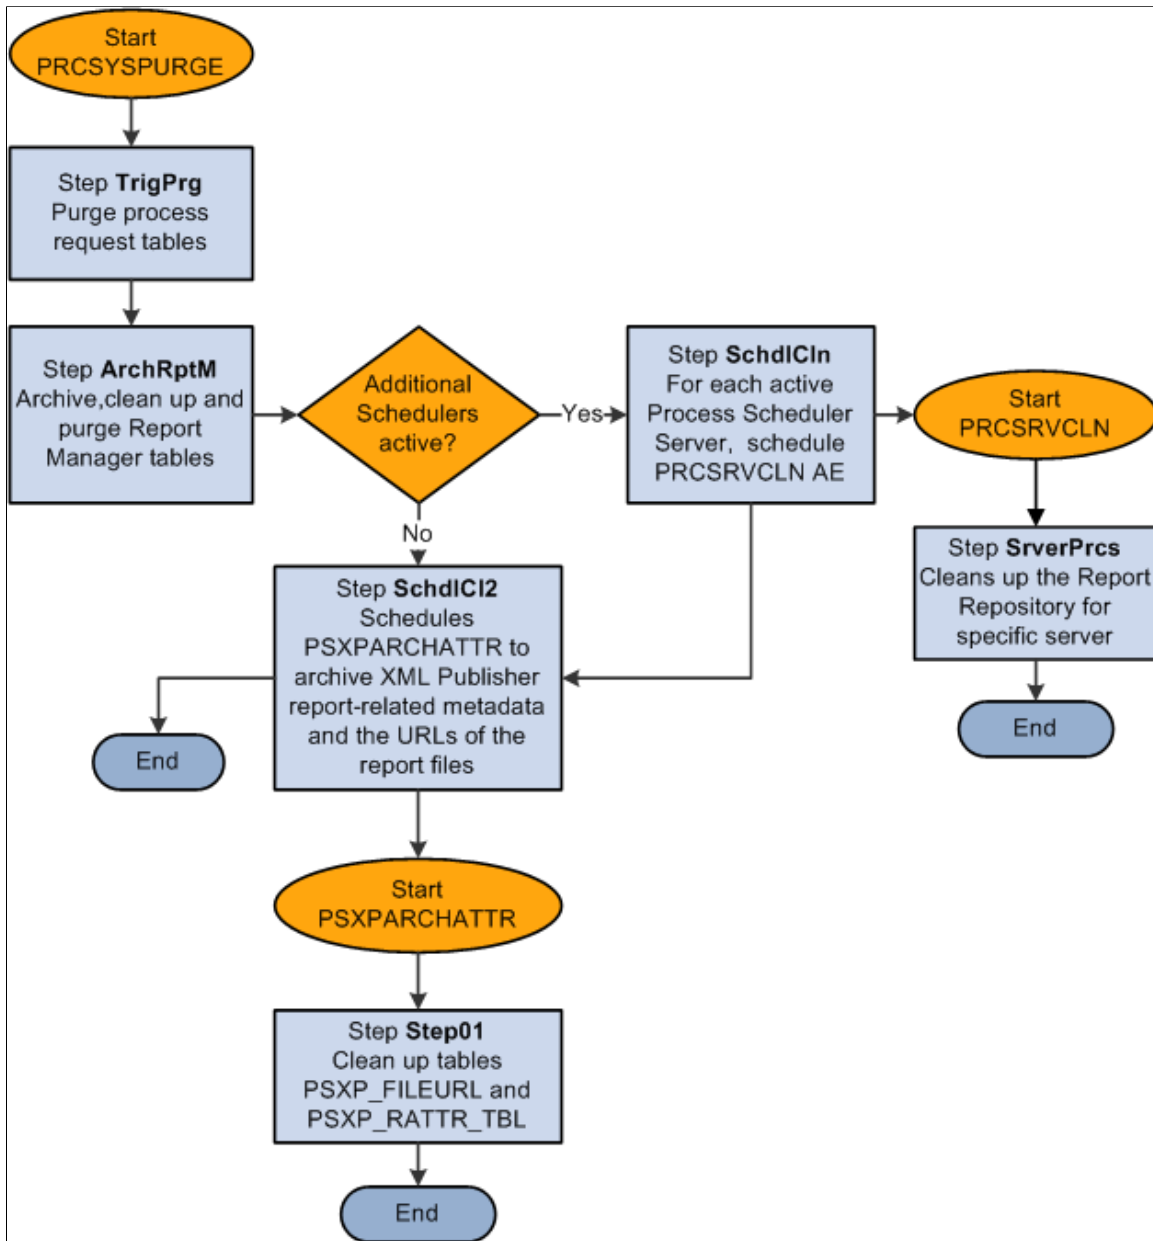 Start
PRCSYSPURGE
Step TrigPrg
Purge process
request tables
Step ArchRptM
Archive,clean up and
purge Report
Manager tables
Additional
Schedulers
active?
Yes
No
Step SchdlCln
For each active
Process Scheduler
Server, schedule
PRCSRVCLN AE
Start
PRCSRVCLN
Step SrverPrcs
Cleans up the Report
Repository for
specific server
End
Step SchdlCl2
Schedules
PSXPARCHATTR to
archive XML Publisher
report-related metadata
and the URLs of the
report files
End
Start
PSXPARCHATTR
Step Step01
Clean up tables
PSXP_FILEURL and
PSXP_RATTR_TBL
End